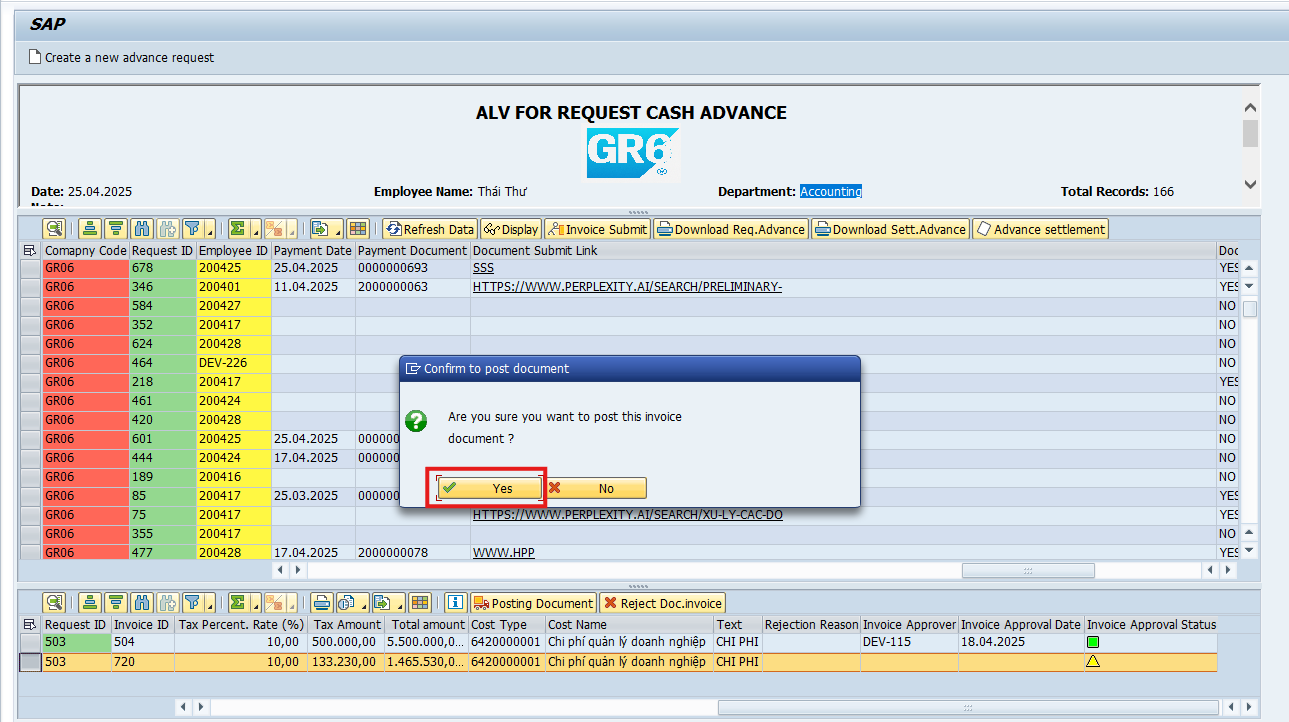 SAP
Create a new advance request
ALV FOR REQUEST CASH ADVANCE
GR6
Date: 25.04.2025 Employee Name: Thái Thư Department: Accounting Total Records: 166
Refresh Data Display Invoice Submit Download Req.Advance Download Sett.Advance Advance settlement
Comapny Code Request ID Employee ID Payment Date Payment Document Document Submit Link Doc
GR06 678 200425 25.04.2025 0000000693 SSS YES
GR06 346 200401 11.04.2025 2000000063 HTTPS://WWW.PERPLEXITY.AI/SEARCH/PRELIMINARY- YES
GR06 584 200427 NO
GR06 352 200417 NO
GR06 624 200428 NO
GR06 464 DEV-226 NO
GR06 218 200417 YES
GR06 461 200424 NO
GR06 420 200428 NO
GR06 601 200425 25.04.2025 00000 NO
GR06 444 200424 17.04.2025 00000 NO
GR06 189 200416 NO
GR06 85 200417 25.03.2025 00000 YES
GR06 75 200417 HTTPS://WWW.PERPLEXITY.AI/SEARCH/XU-LY-CAC-DO YES
GR06 355 200417 NO
GR06 477 200428 17.04.2025 2000000078 WWW.HPP YES
Confirm to post document
Are you sure you want to post this invoice
document ?
Yes No
Posting Document Reject Doc.invoice
Request ID Invoice ID Tax Percent. Rate (%) Tax Amount Total amount Cost Type Cost Name Text Rejection Reason Invoice Approver Invoice Approval Date Invoice Approval Status
503 504 10,00 500.000,00 5.500.000,0... 6420000001 Chi phí quản lý doanh nghiệp CHI PHI DEV-115 18.04.2025
503 720 10,00 133.230,00 1.465.530,0... 6420000001 Chi phí quản lý doanh nghiệp CHI PHI